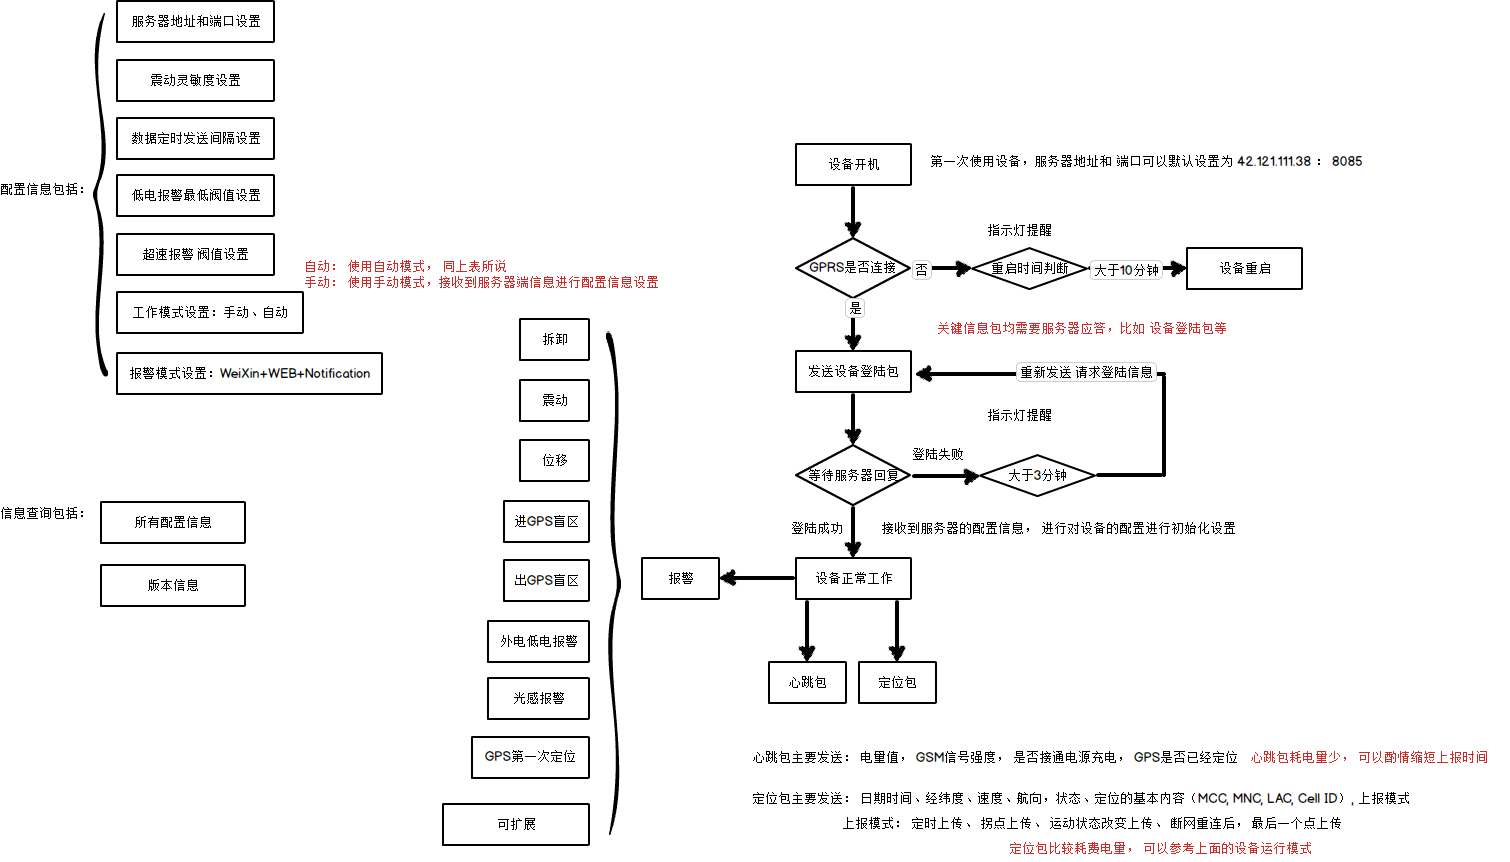 配置信息包括：
服务器地址和端口设置
震动灵敏度设置
数据定时发送间隔设置
低电报警最低阀值设置
超速报警 阀值设置
工作模式设置：手动、自动
报警模式设置：WeiXin+WEB+Notification
自动： 使用自动模式， 同上表所说
手动： 使用手动模式，接收到服务器端信息进行配置信息设置
信息查询包括：
所有配置信息
版本信息
拆卸
震动
位移
进GPS盲区
出GPS盲区
外电低电报警
光感报警
GPS第一次定位
可扩展
设备开机
第一次使用设备，服务器地址和 端口可以默认设置为 42.121.111.38 ： 8085
GPRS是否连接
否
指示灯提醒
重启时间判断
大于10分钟
设备重启
是
关键信息包均需要服务器应答，比如 设备登陆包等
发送设备登陆包
重新发送 请求登陆信息
指示灯提醒
等待服务器回复
登陆失败
大于3分钟
登陆成功
接收到服务器的配置信息， 进行对设备的配置进行初始化设置
报警
设备正常工作
心跳包
定位包
心跳包主要发送： 电量值， GSM信号强度， 是否接通电源充电， GPS是否已经定位 心跳包耗电量少， 可以酌情缩短上报时间
定位包主要发送： 日期时间、经纬度、速度、航向，状态、定位的基本内容（MCC, MNC, LAC, Cell ID）, 上报模式
上报模式： 定时上传、 拐点上传、 运动状态改变上传、 断网重连后， 最后一个点上传
定位包比较耗费电量， 可以参考上面的设备运行模式